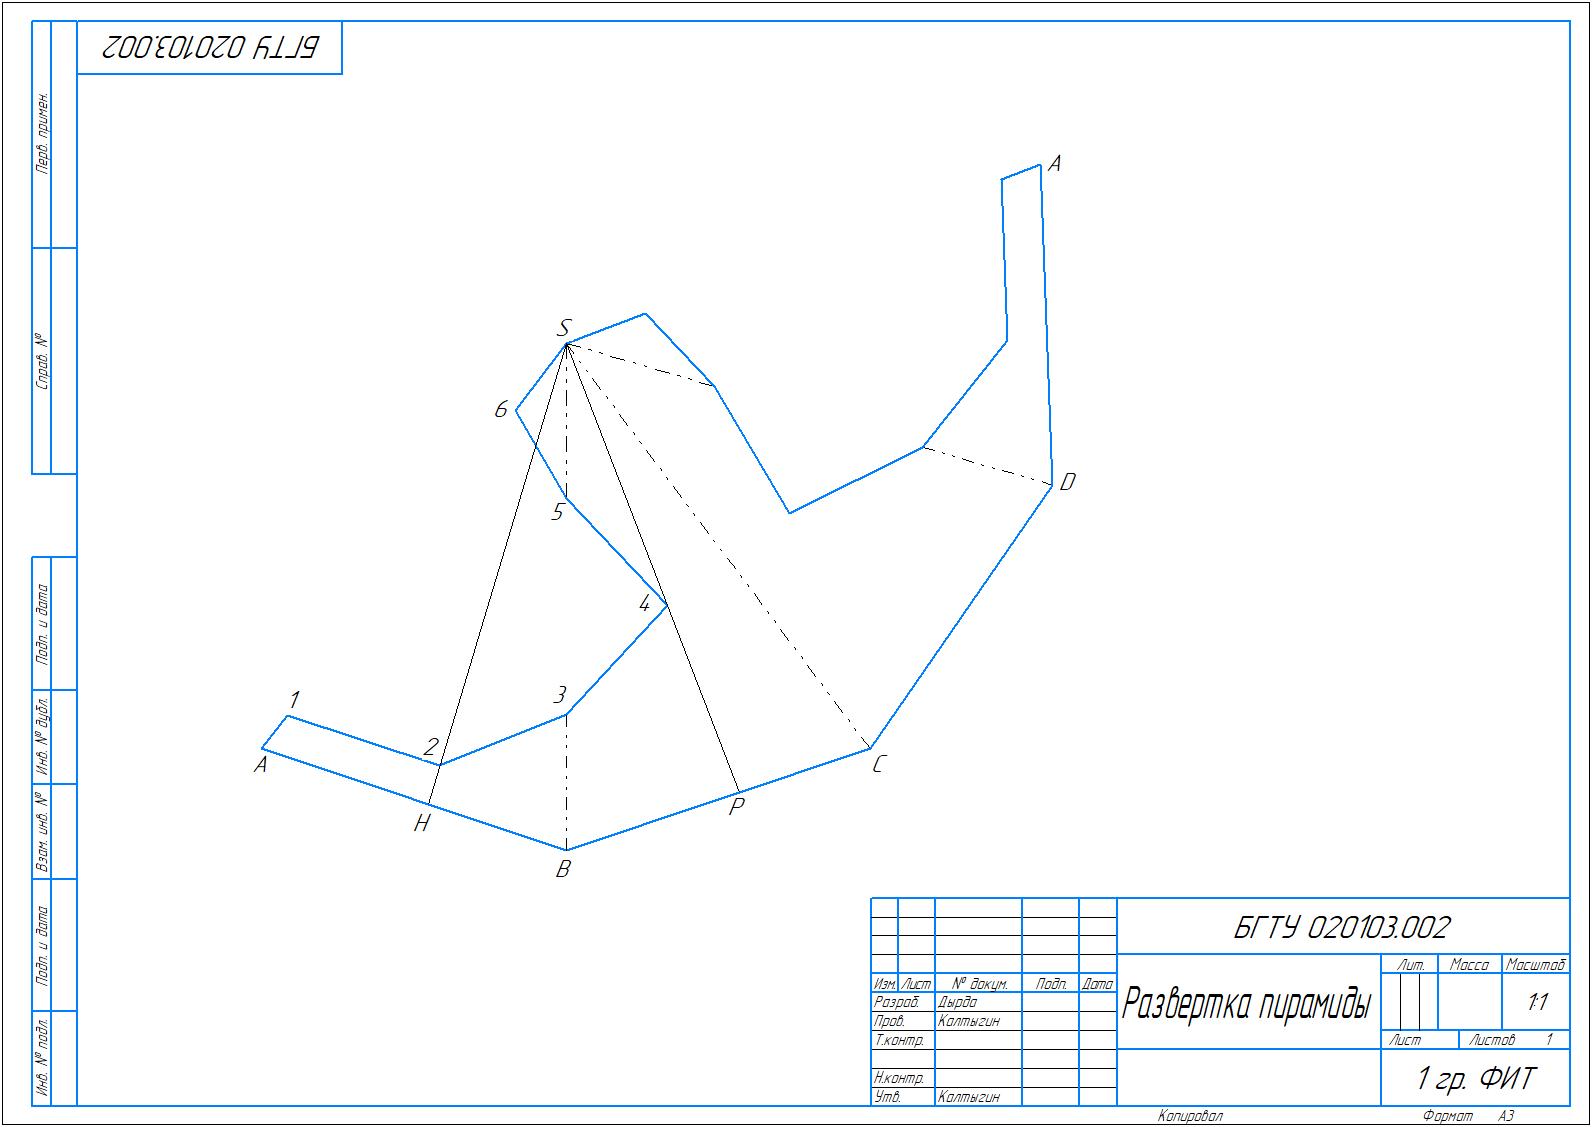 БГТУ 020103.002
Перв. примен.
Справ. №
Подп. и дата
Инв. № дубл.
Взам. инв. №
Подп. и дата
Инв. № подл.
A
S
6
D
5
4
3
1
2
A
C
H
P
B
БГТУ 020103.002
Лит. Масса Масштаб
Изм. Лист № докум. Подп. Дата
Разраб. Дырда
Развертка пирамиды
1:1
Пров. Калтыгин
Т.контр.
Лист Листов 1
Н.контр.
1 гр. ФИТ
Утв. Калтыгин
Копировал Формат A3